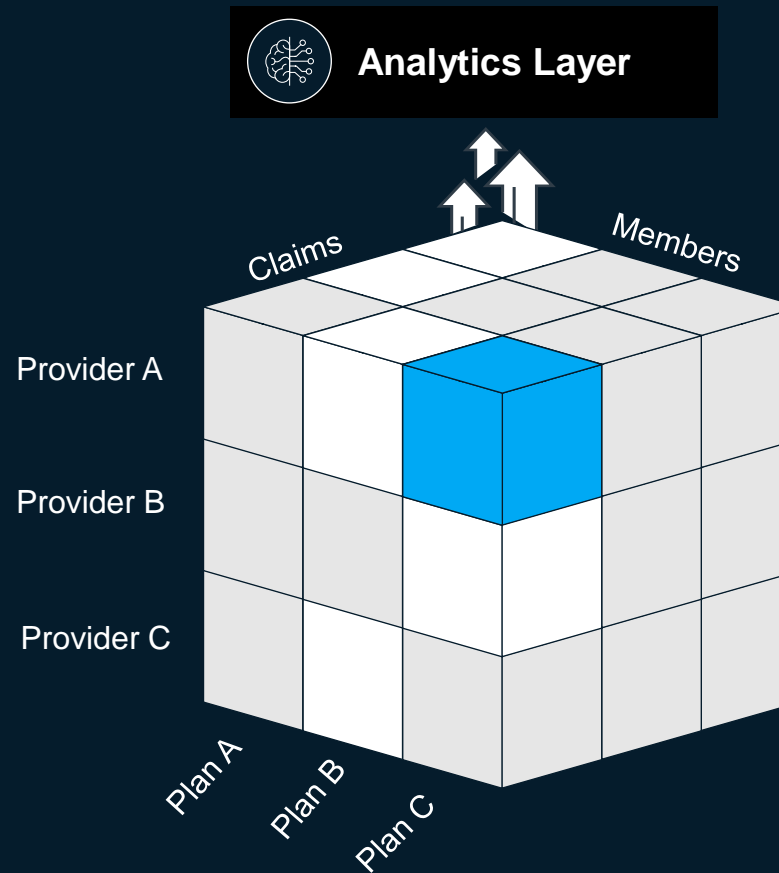 Analytics Layer
Claims
Members
Provider A
Provider B
Provider C
Plan A
Plan B
Plan C